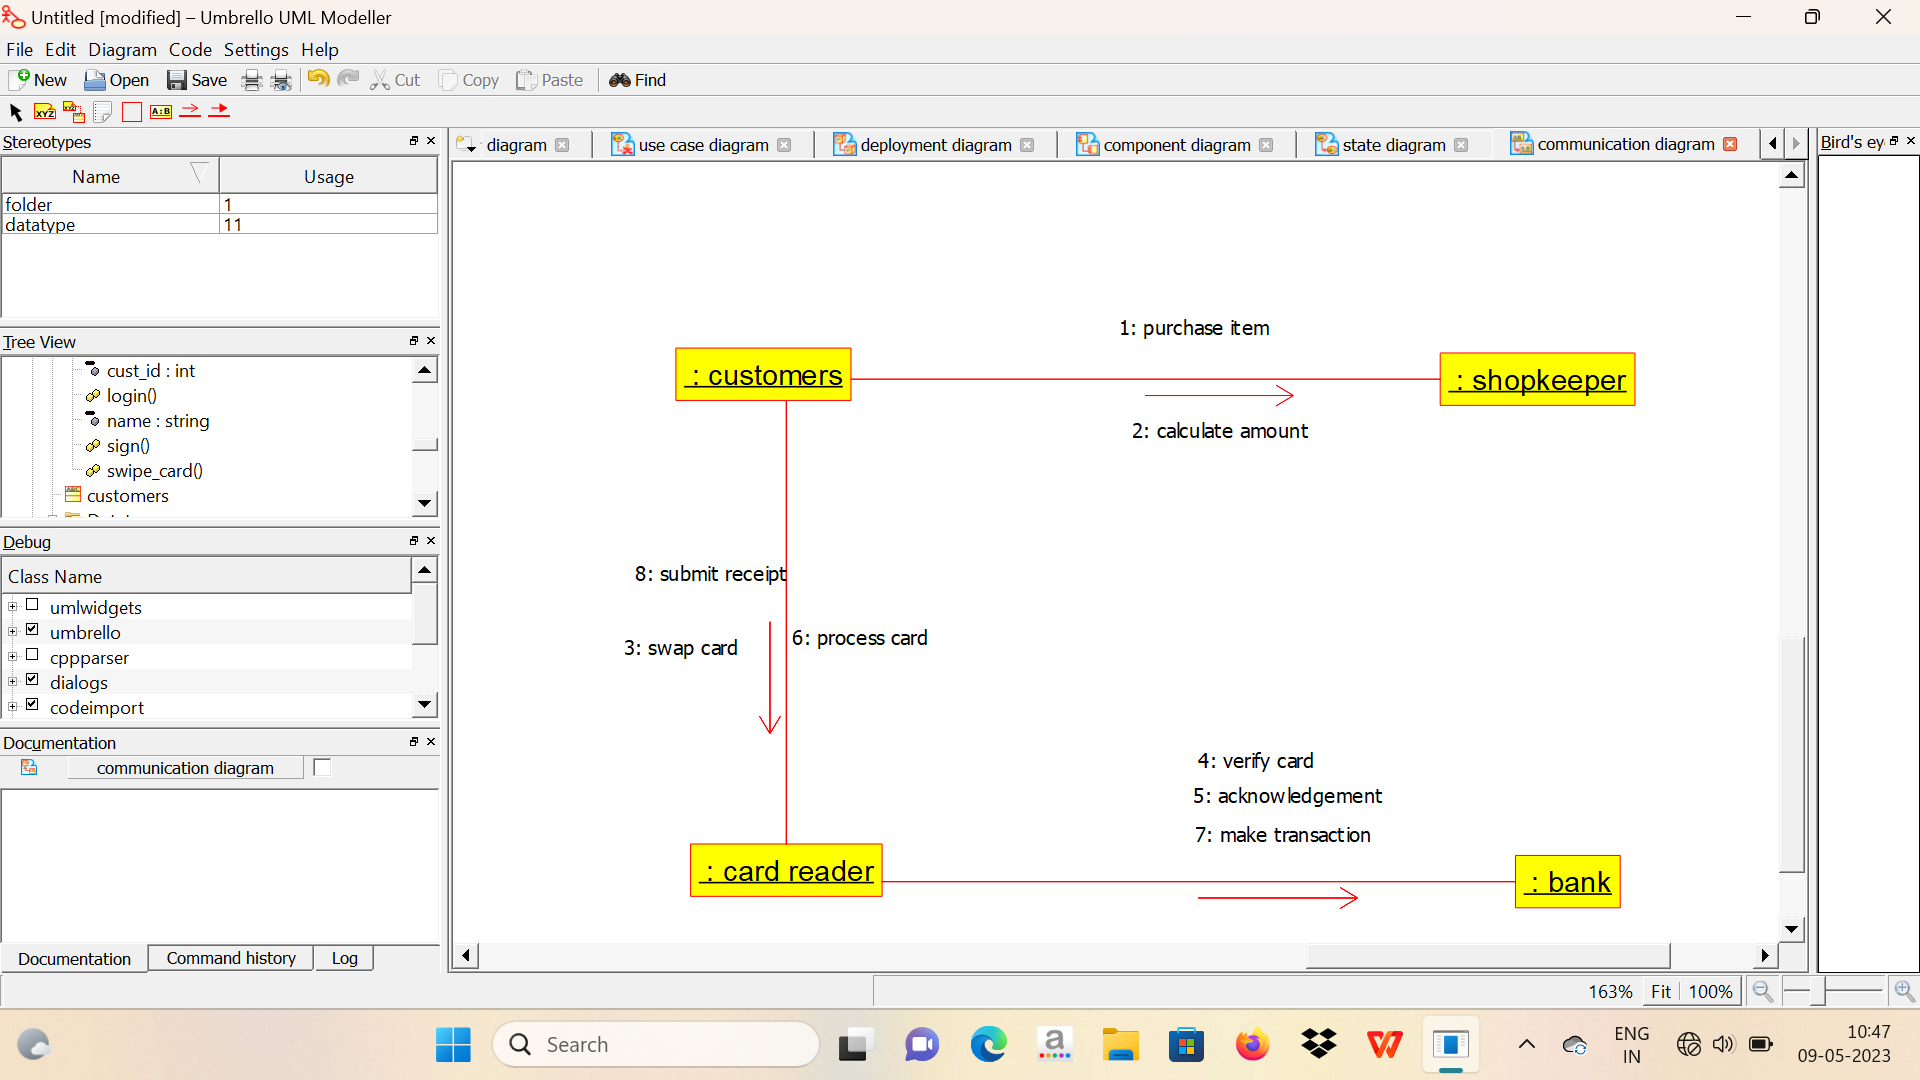 Untitled [modified] – Umbrello UML Modeller
File Edit Diagram Code Settings Help
New Open Save Cut Copy Paste Find
XYZ XYZ A:B
Stereotypes
Name Usage
folder 1
datatype 11
Tree View
cust_id : int
login()
name : string
sign()
swipe_card()
customers
Debug
Class Name
umlwidgets
umbrello
cppparser
dialogs
codeimport
Documentation
communication diagram
Documentation Command history Log
diagram use case diagram deployment diagram component diagram state diagram communication diagram
Bird's ey
1: purchase item
: customers
: shopkeeper
2: calculate amount
8: submit receipt
3: swap card
6: process card
4: verify card
5: acknowledgement
7: make transaction
: card reader
: bank
163% Fit 100%
Search
ENG
IN
10:47
09-05-2023